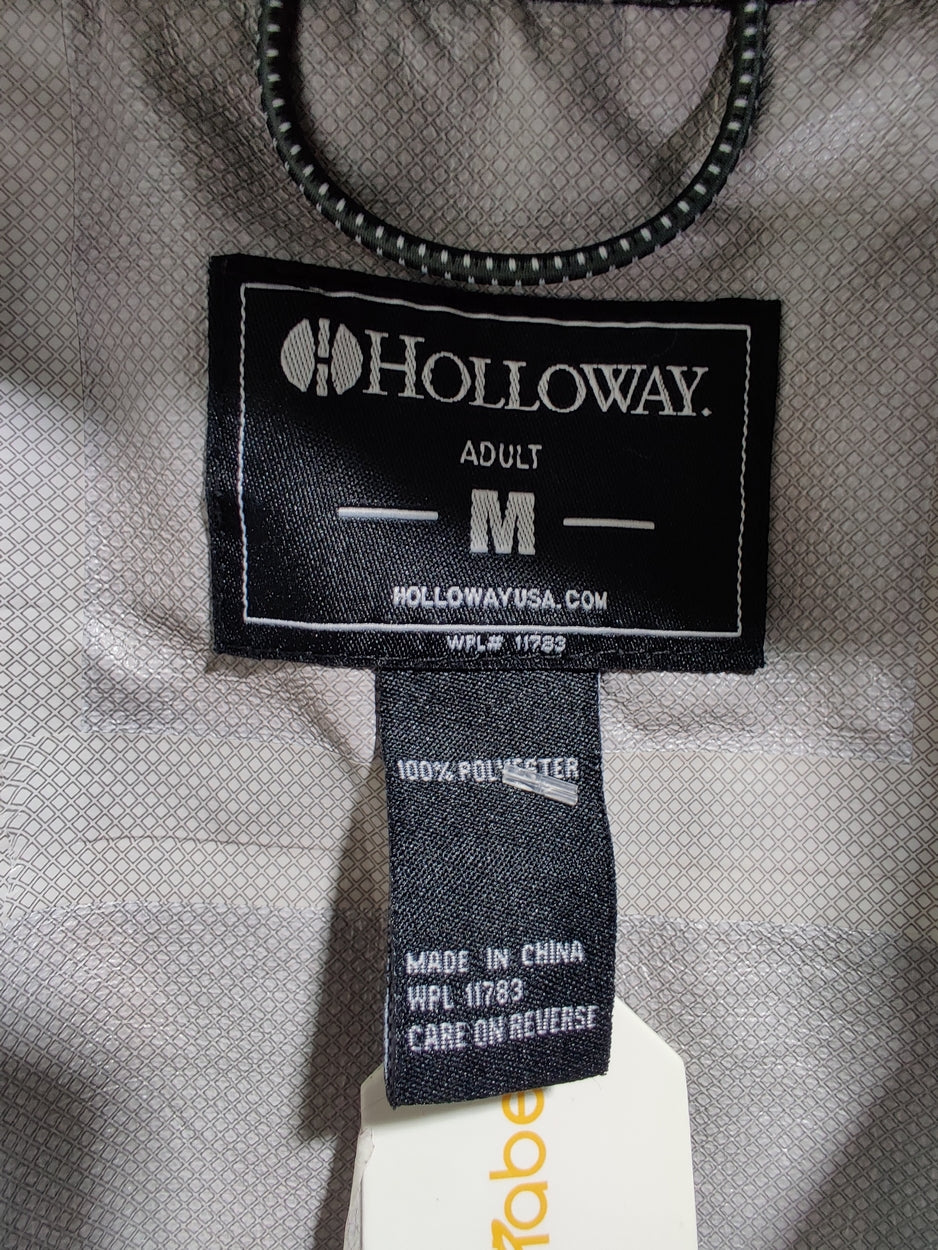 HOLLOWAY.
ADULT
M
HOLLOWAYUSA.COM
WPL# 11783
100% POLYESTER
MADE IN CHINA
WPL 11783
CARE ON REVERSE